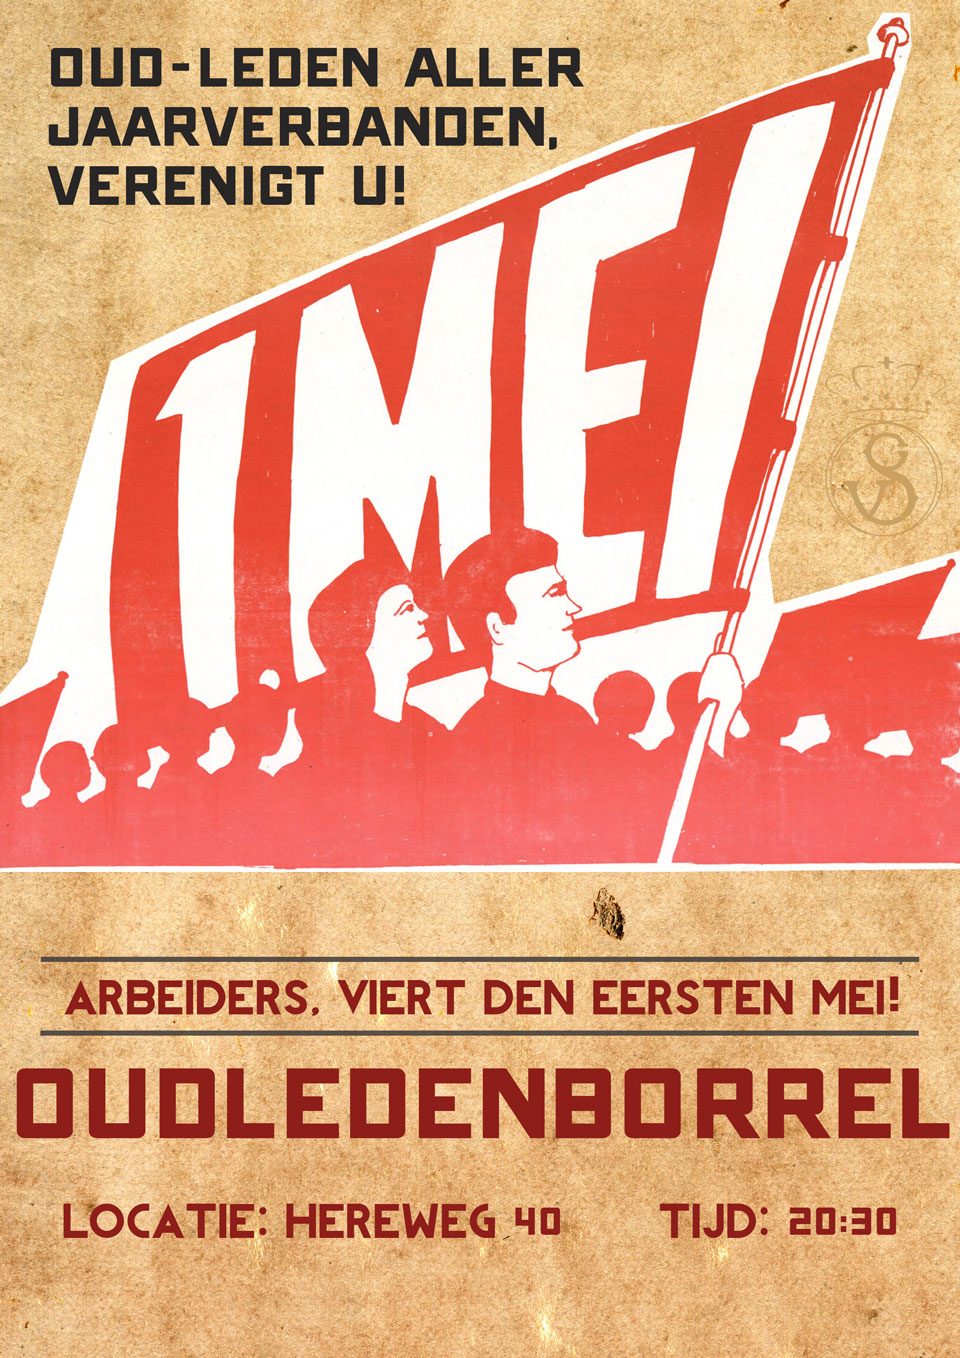 OUD-LEDEN ALLER
JAARVERBANDEN,
VERENIGT U!
1 MEI
ARBEIDERS, VIERT DEN EERSTEN MEI!
OUDLEDENBORREL
LOCATIE: HEREWEG 40 TIJD: 20:30